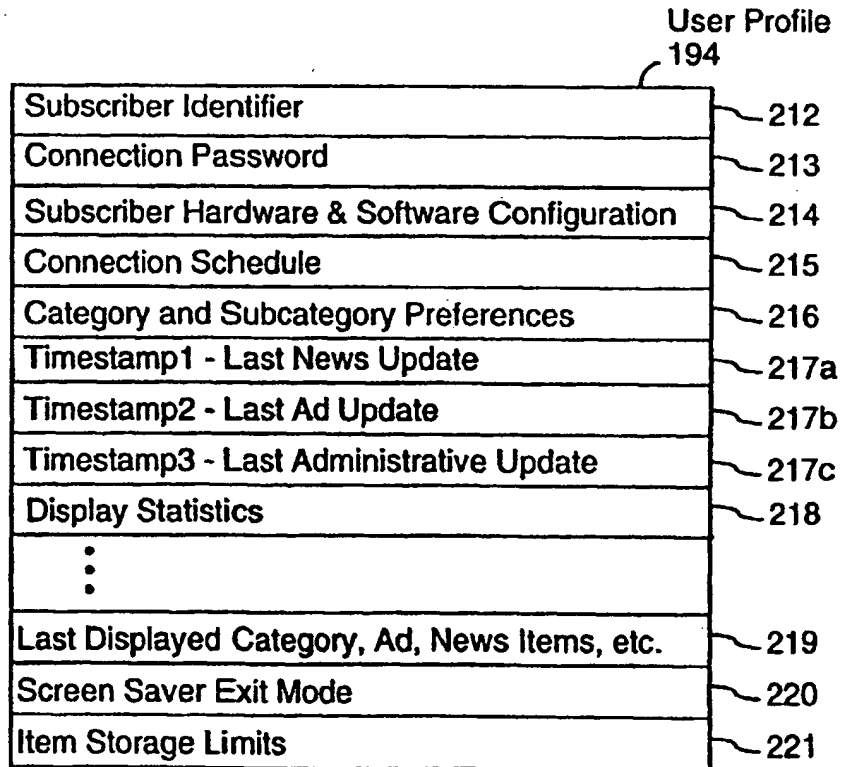 User Profile
194
Subscriber Identifier 212
Connection Password 213
Subscriber Hardware & Software Configuration 214
Connection Schedule 215
Category and Subcategory Preferences 216
Timestamp1 - Last News Update 217a
Timestamp2 - Last Ad Update 217b
Timestamp3 - Last Administrative Update 217c
Display Statistics 218
Last Displayed Category, Ad, News Items, etc. 219
Screen Saver Exit Mode 220
Item Storage Limits 221